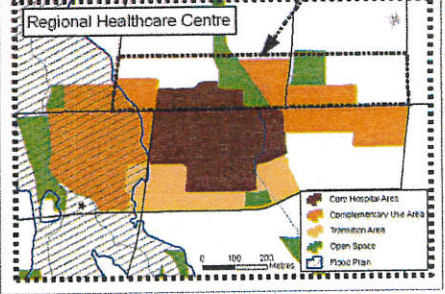 Regional Healthcare Centre
Core Hospital Area
Complementary Use Area
Transition Area
Open Space
Flood Plain
0 100 200
Metres